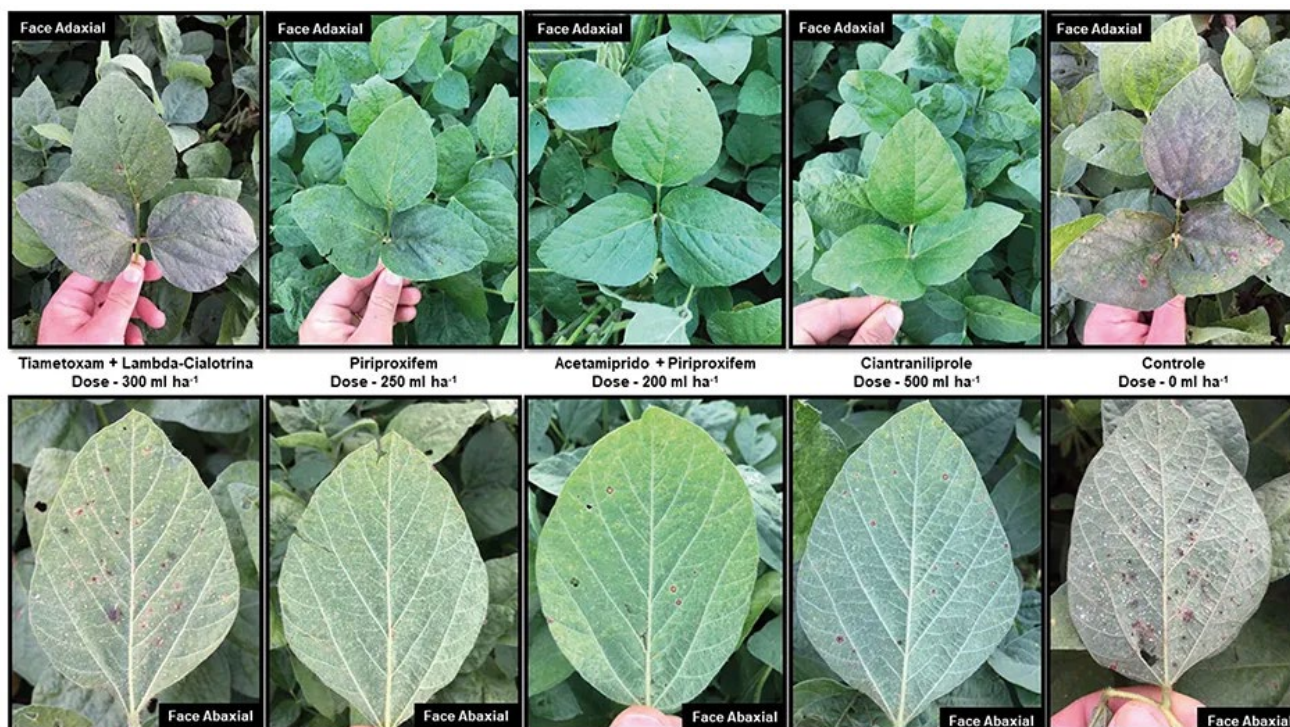 Face Adaxial
Face Adaxial
Face Adaxial
Face Adaxial
Face Adaxial
Tiametoxam + Lambda-Cialotrina
Dose - 300 ml ha⁻¹
Piriproxifem
Dose - 250 ml ha⁻¹
Acetamiprido + Piriproxifem
Dose - 200 ml ha⁻¹
Ciantraniliprole
Dose - 500 ml ha⁻¹
Controle
Dose - 0 ml ha⁻¹
Face Abaxial
Face Abaxial
Face Abaxial
Face Abaxial
Face Abaxial